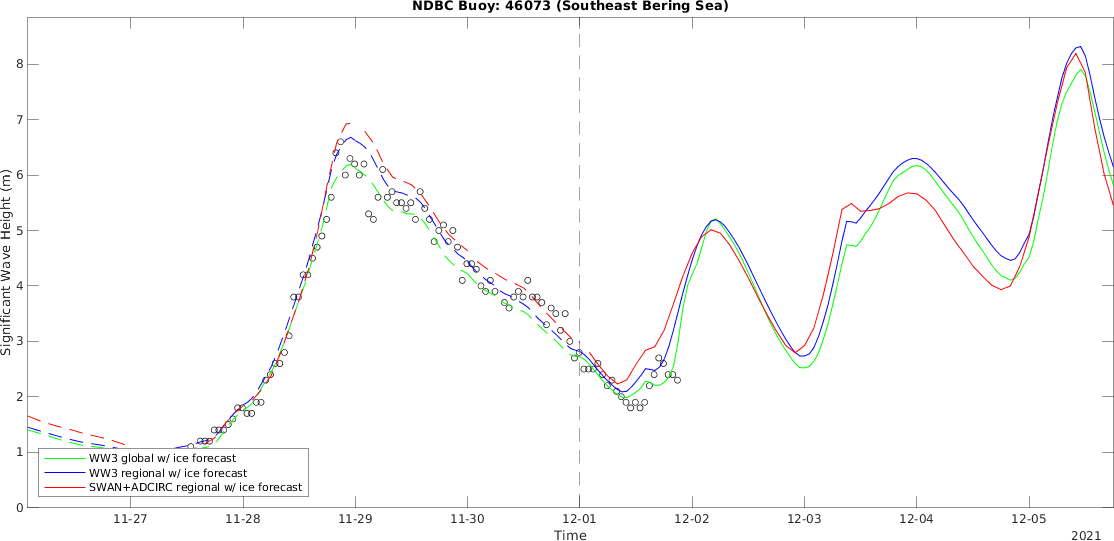 NDBC Buoy: 46073 (Southeast Bering Sea)
Significant Wave Height (m)
8
7
6
5
4
3
2
1
0
WW3 global w/ ice forecast
WW3 regional w/ ice forecast
SWAN+ADCIRC regional w/ ice forecast
11-27 11-28 11-29 11-30 12-01 12-02 12-03 12-04 12-05
Time
2021